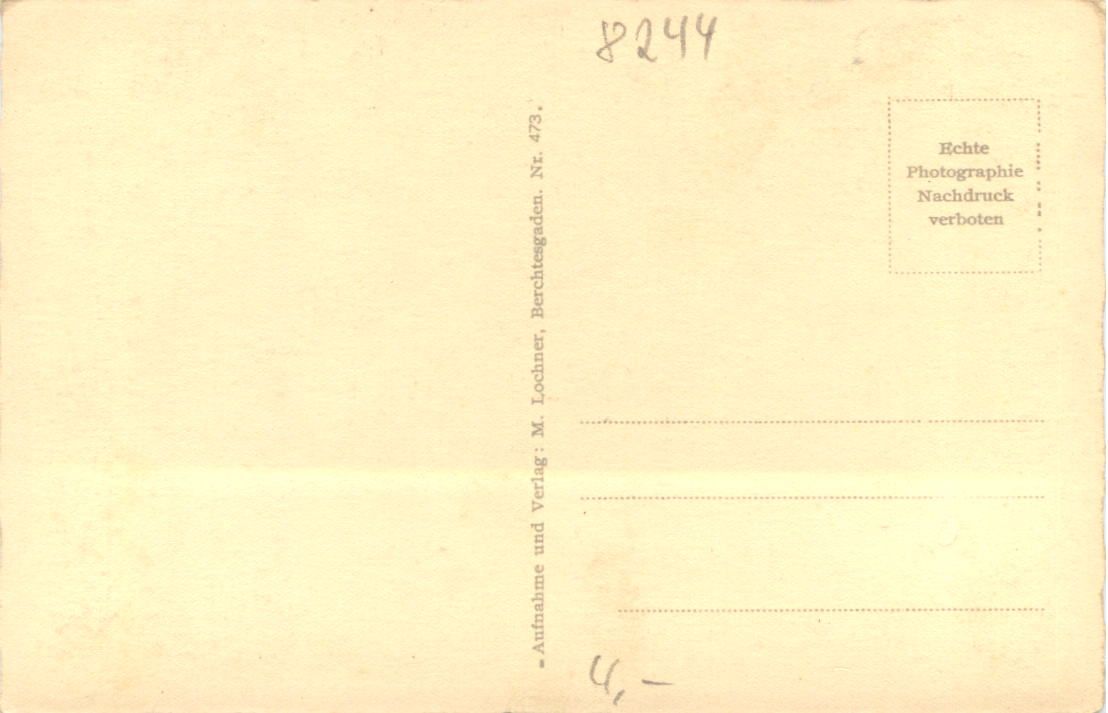 8244
Echte
Photographie
Nachdruck
verboten
Aufnahme und Verlag: M. Lochner, Berchtesgaden. Nr. 473.
4,-